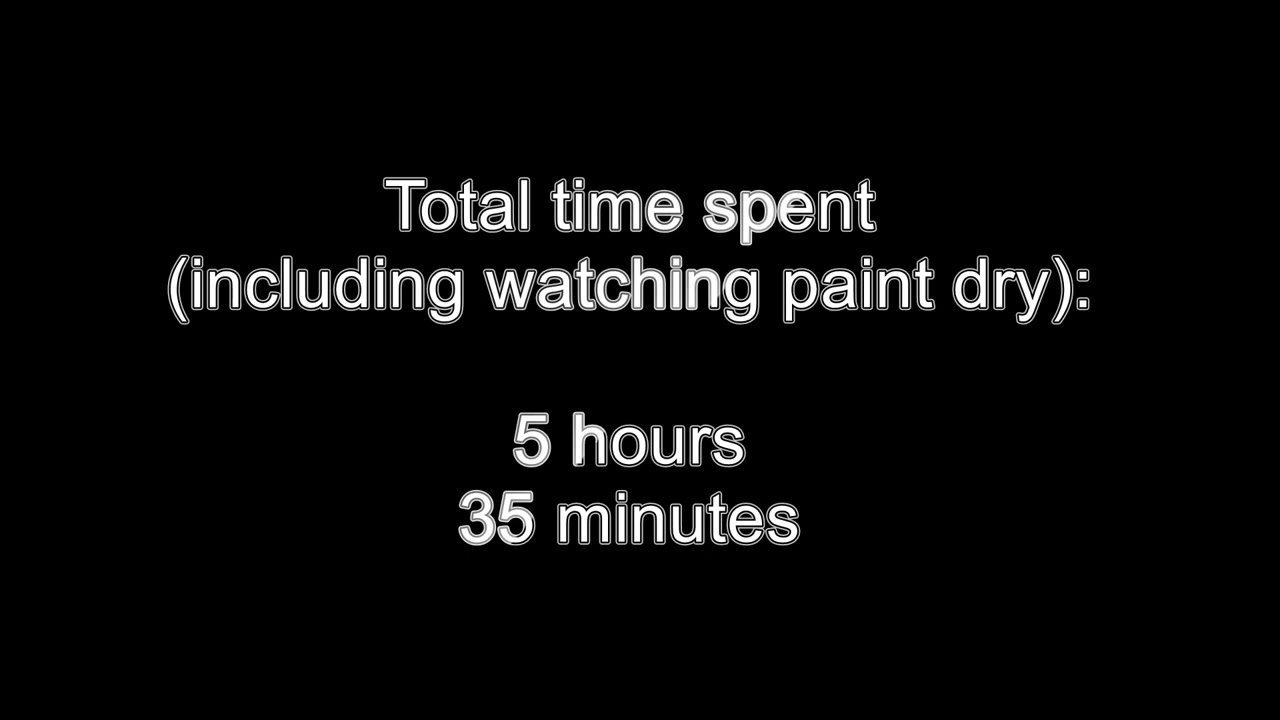 Total time spent
(including watching paint dry):
5 hours
35 minutes